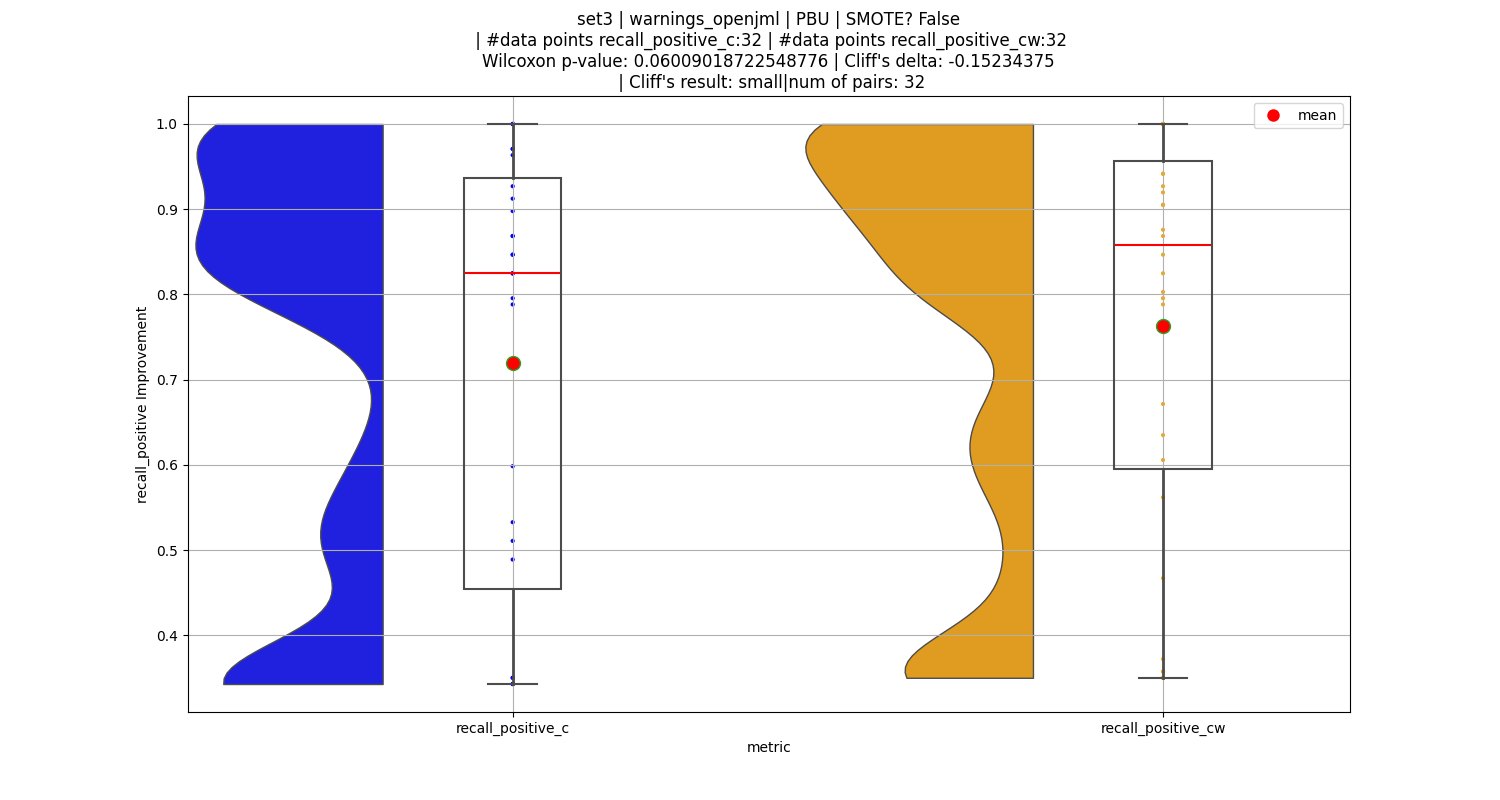 set3 | warnings_openjml | PBU | SMOTE? False
| #data points recall_positive_c:32 | #data points recall_positive_cw:32
Wilcoxon p-value: 0.06009018722548776 | Cliff's delta: -0.15234375
| Cliff's result: small|num of pairs: 32
mean
1.0
0.9
0.8
0.7
0.6
0.5
0.4
recall_positive Improvement
recall_positive_c
recall_positive_cw
metric